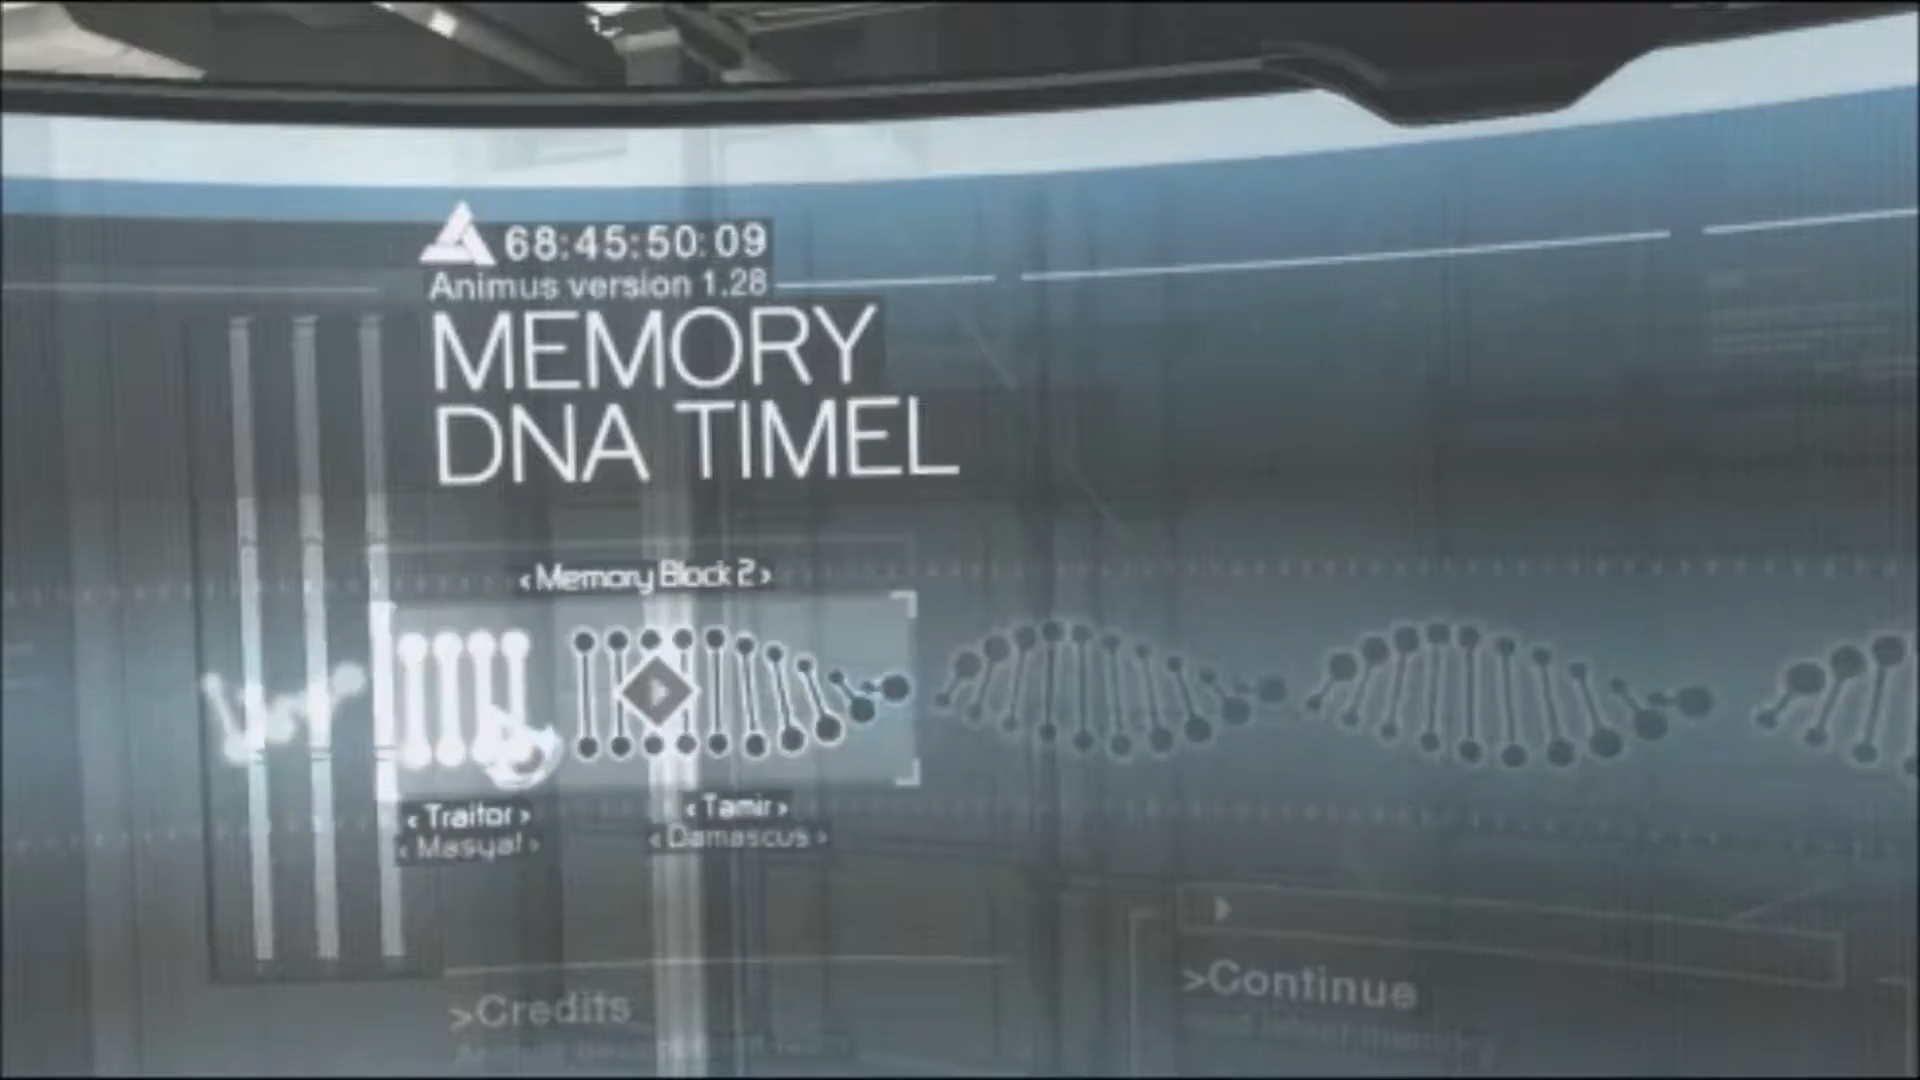 68:45:50:09
Animus version 1.28
MEMORY
DNA TIMEL
‹Memory Block 2›
‹Traitor›
‹Masyaf›
‹Tamir›
‹Damascus›
>Continue
>Credits